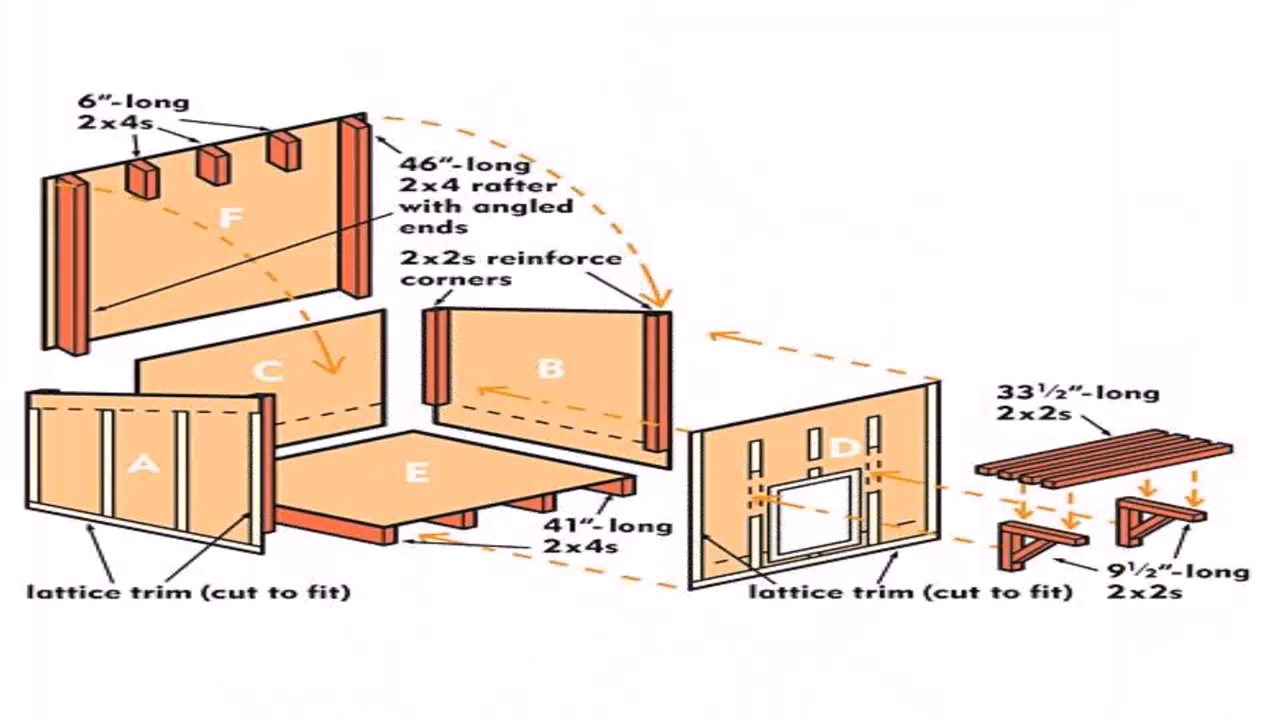 6"-long
2x4s
46"-long
2x4 rafter
with angled
ends
F
2x2s reinforce
corners
C
B
A
E
D
33½"-long
2x2s
41"-long
2x4s
9½"-long
2x2s
lattice trim (cut to fit)
lattice trim (cut to fit)